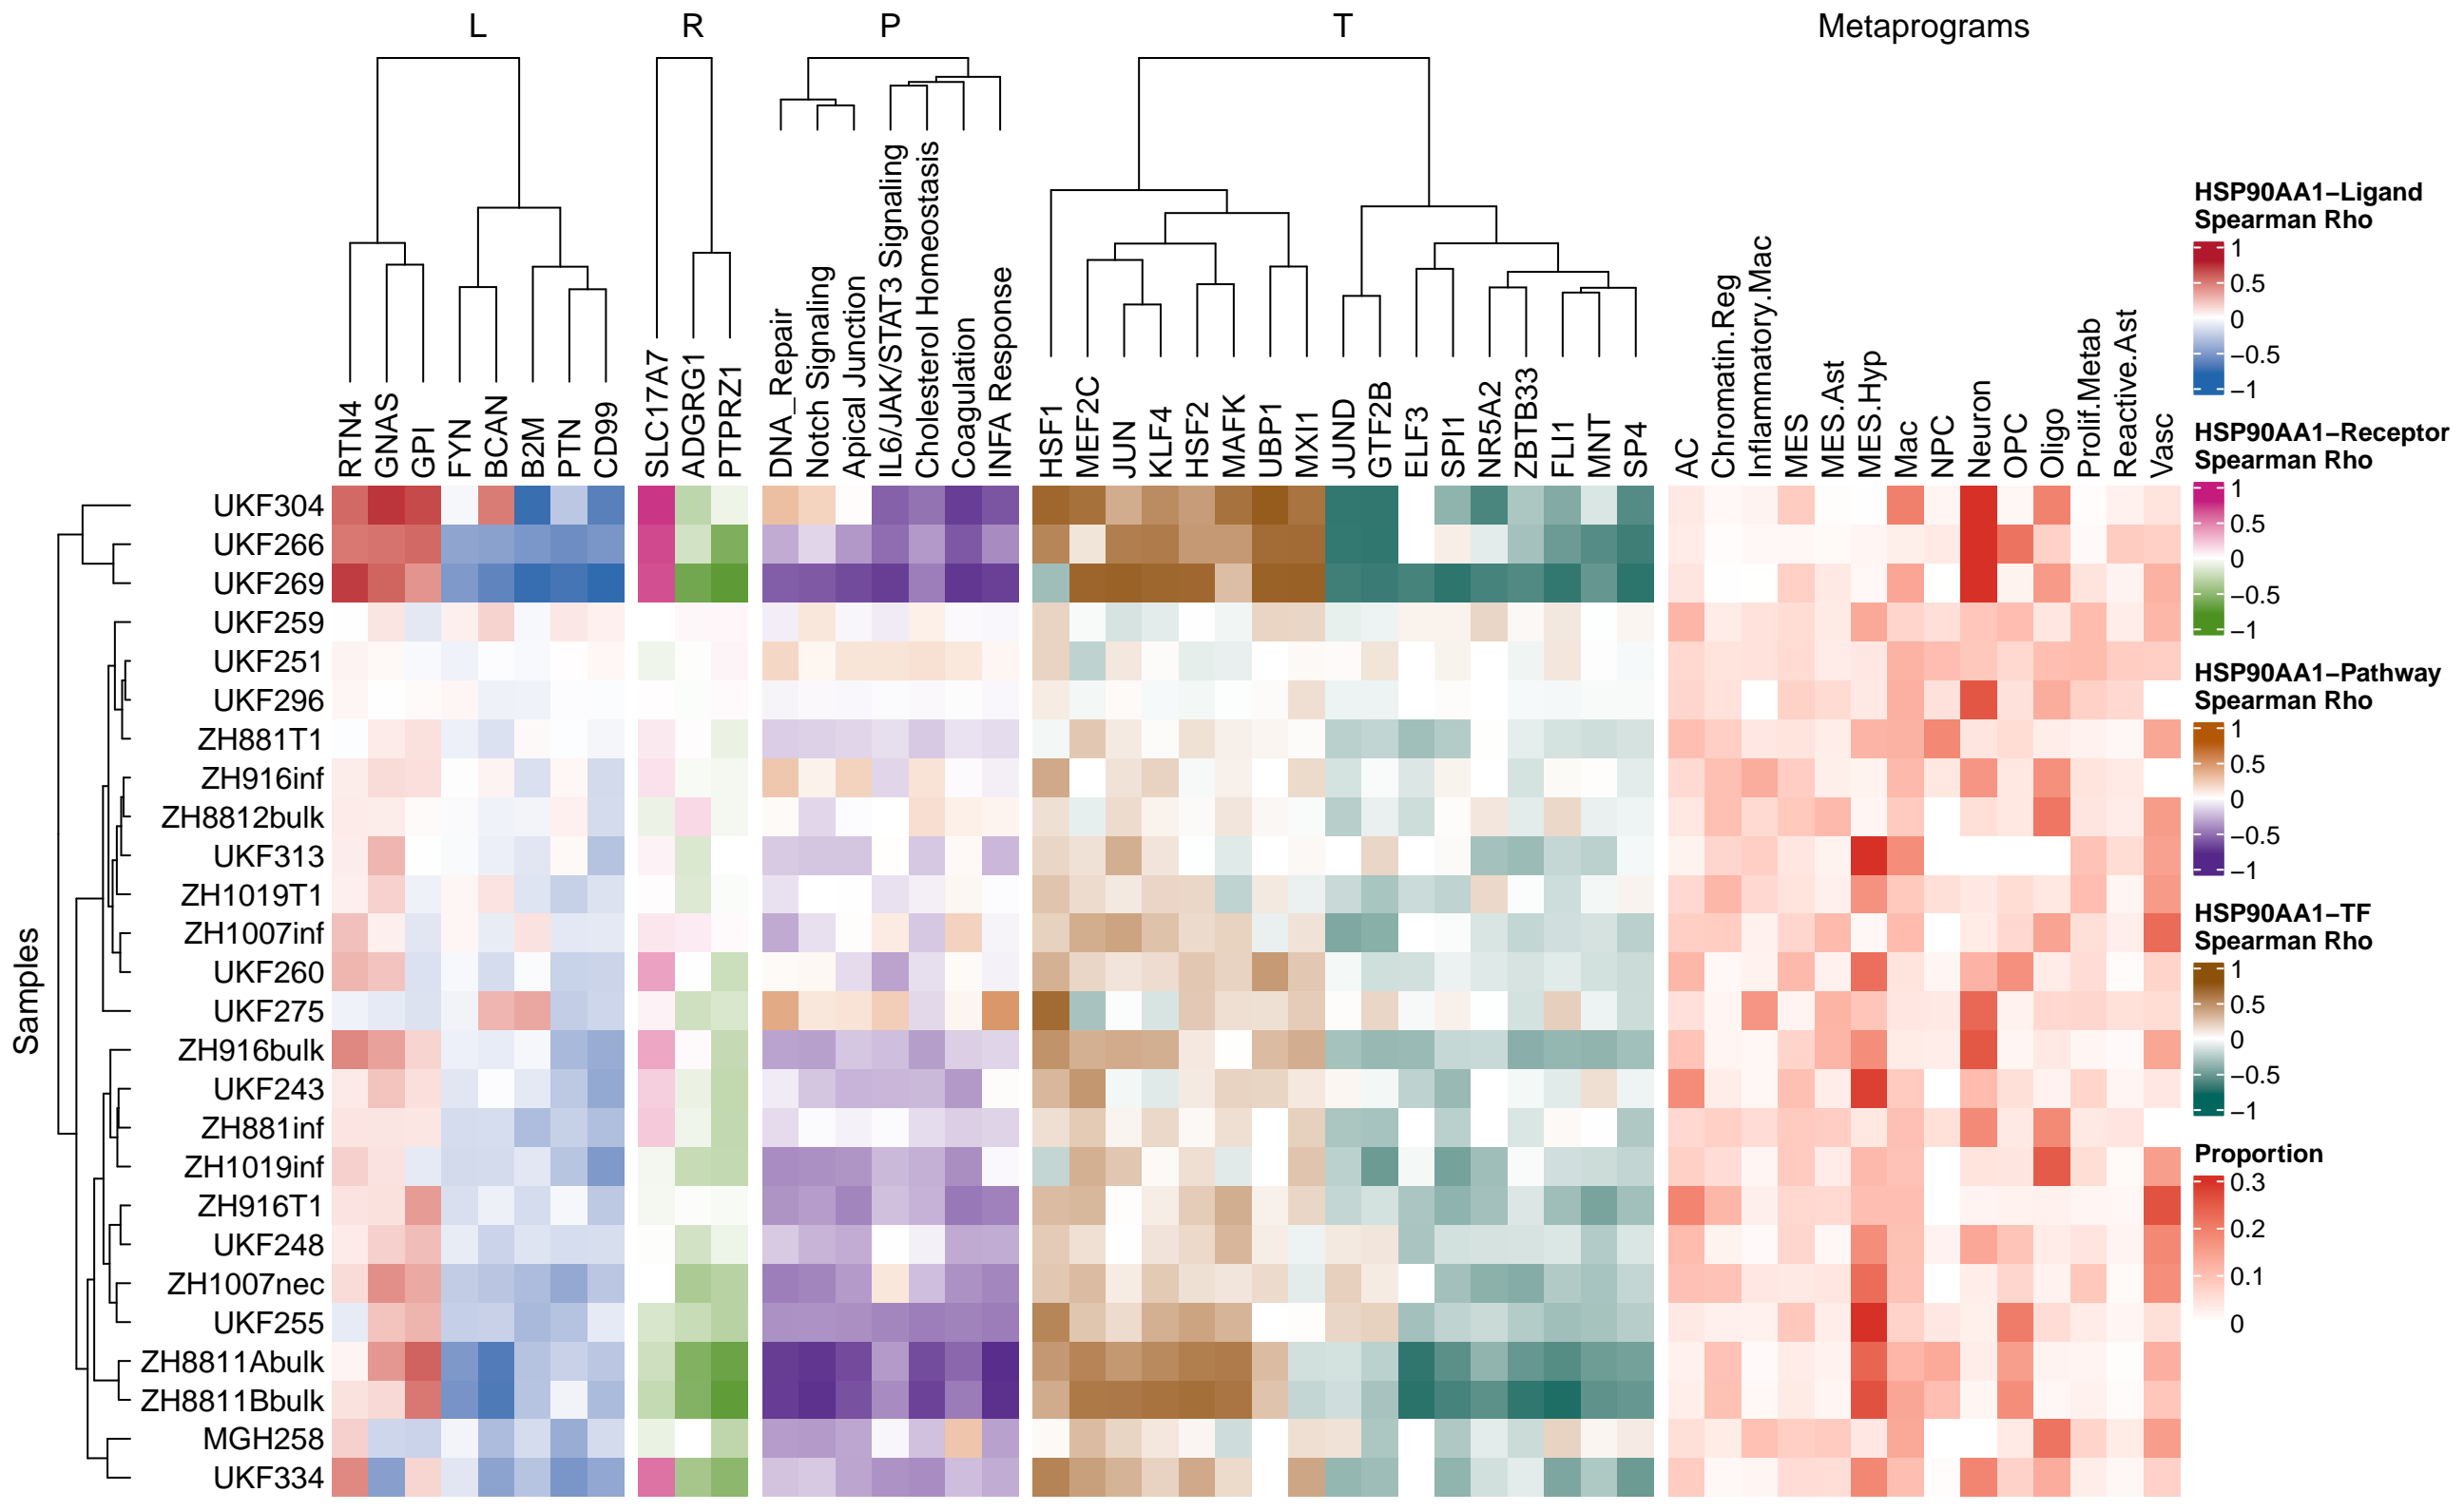 L R P T Metaprograms
RTN4
GNAS
GPI
FYN
BCAN
B2M
PTN
CD99
SLC17A7
ADGRG1
PTPRZ1
DNA_Repair
Notch Signaling
Apical Junction
IL6/JAK/STAT3 Signaling
Cholesterol Homeostasis
Coagulation
INFA Response
HSF1
MEF2C
JUN
KLF4
HSF2
MAFK
UBP1
MXI1
JUND
GTF2B
ELF3
SPI1
NR5A2
ZBTB33
FLI1
MNT
SP4
AC
Chromatin.Reg
Inflammatory.Mac
MES
MES.Ast
MES.Hyp
Mac
NPC
Neuron
OPC
Oligo
Prolif.Metab
Reactive.Ast
Vasc
Samples
UKF304
UKF266
UKF269
UKF259
UKF251
UKF296
ZH881T1
ZH916inf
ZH8812bulk
UKF313
ZH1019T1
ZH1007inf
UKF260
UKF275
ZH916bulk
UKF243
ZH881inf
ZH1019inf
ZH916T1
UKF248
ZH1007nec
UKF255
ZH8811Abulk
ZH8811Bbulk
MGH258
UKF334
HSP90AA1−Ligand
Spearman Rho
1
0.5
0
−0.5
−1
HSP90AA1−Receptor
Spearman Rho
1
0.5
0
−0.5
−1
HSP90AA1−Pathway
Spearman Rho
1
0.5
0
−0.5
−1
HSP90AA1−TF
Spearman Rho
1
0.5
0
−0.5
−1
Proportion
0.3
0.2
0.1
0